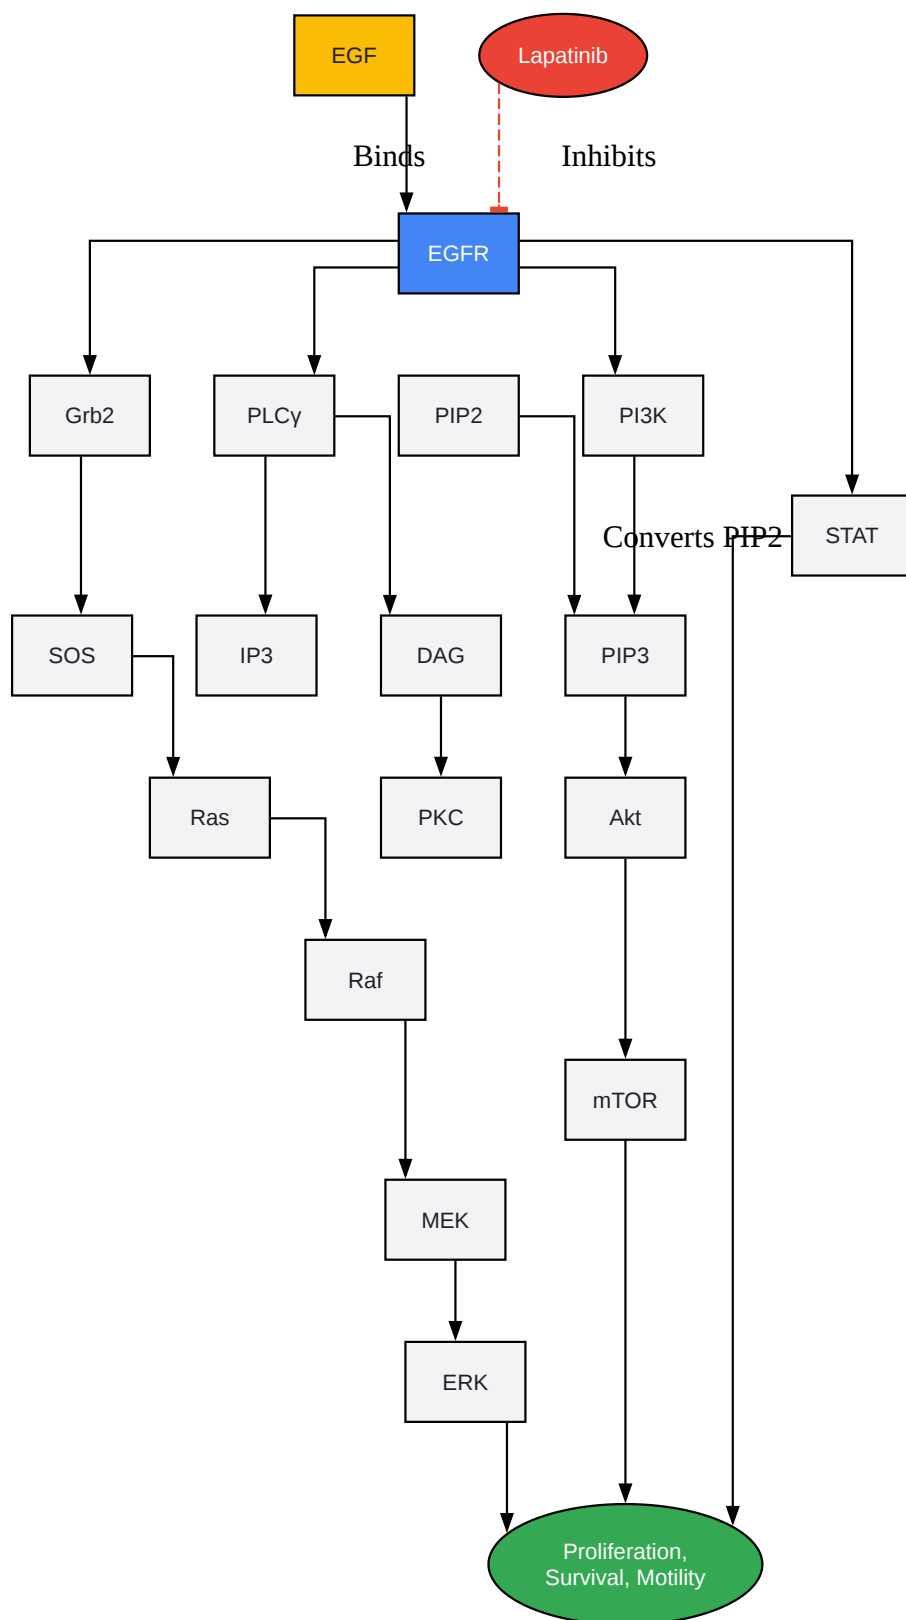 EGF
Lapatinib
Binds
Inhibits
EGFR
Grb2
PLCγ
PIP2
PI3K
Converts PIP2
STAT
SOS
IP3
DAG
PIP3
Ras
PKC
Akt
Raf
mTOR
MEK
ERK
Proliferation,
Survival, Motility